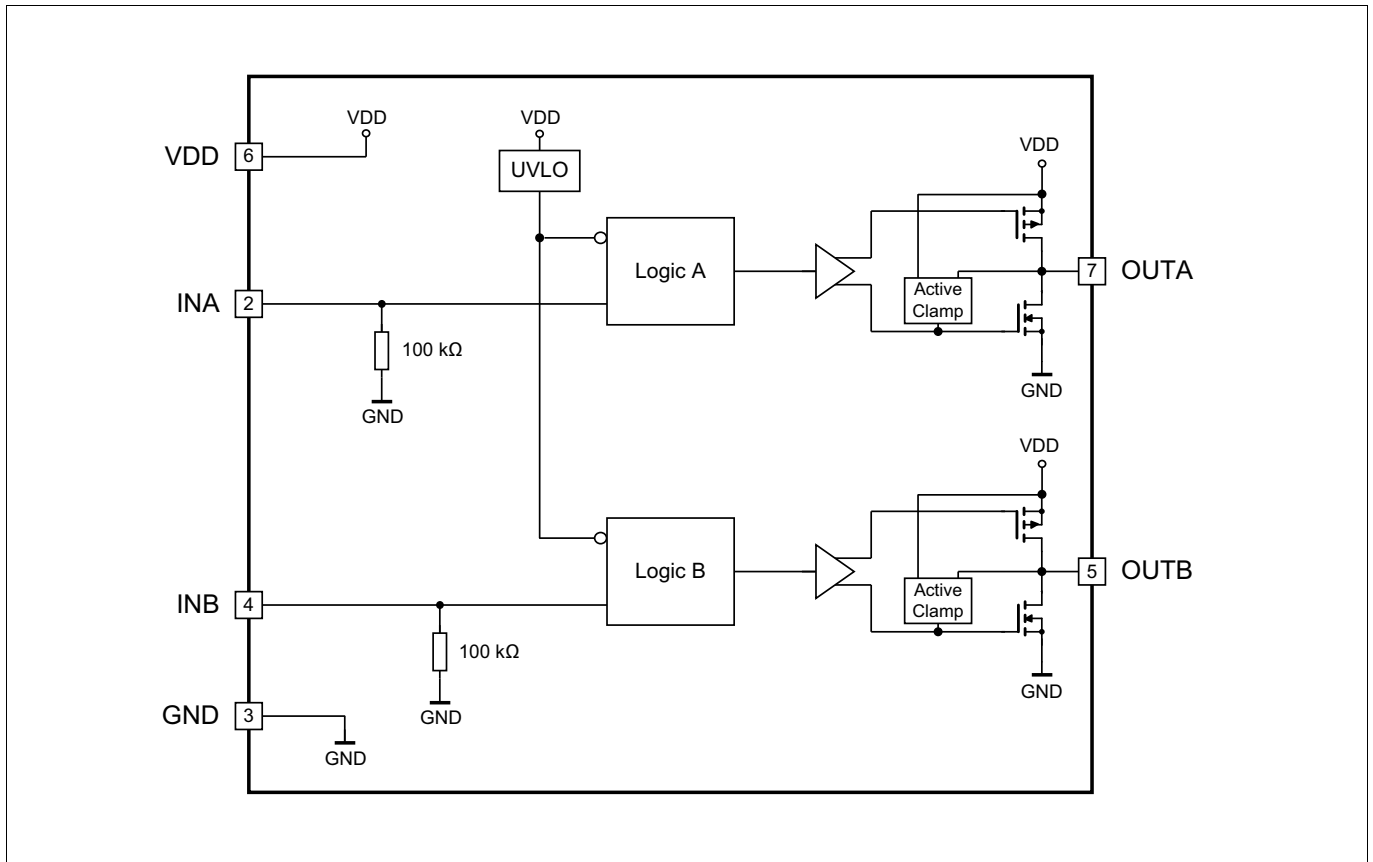 VDD
VDD
VDD
6
VDD
UVLO
Logic A
INA
2
100 kΩ
GND
Active
Clamp
7
OUTA
GND
VDD
Logic B
INB
4
100 kΩ
GND
Active
Clamp
5
OUTB
GND
GND
3
GND